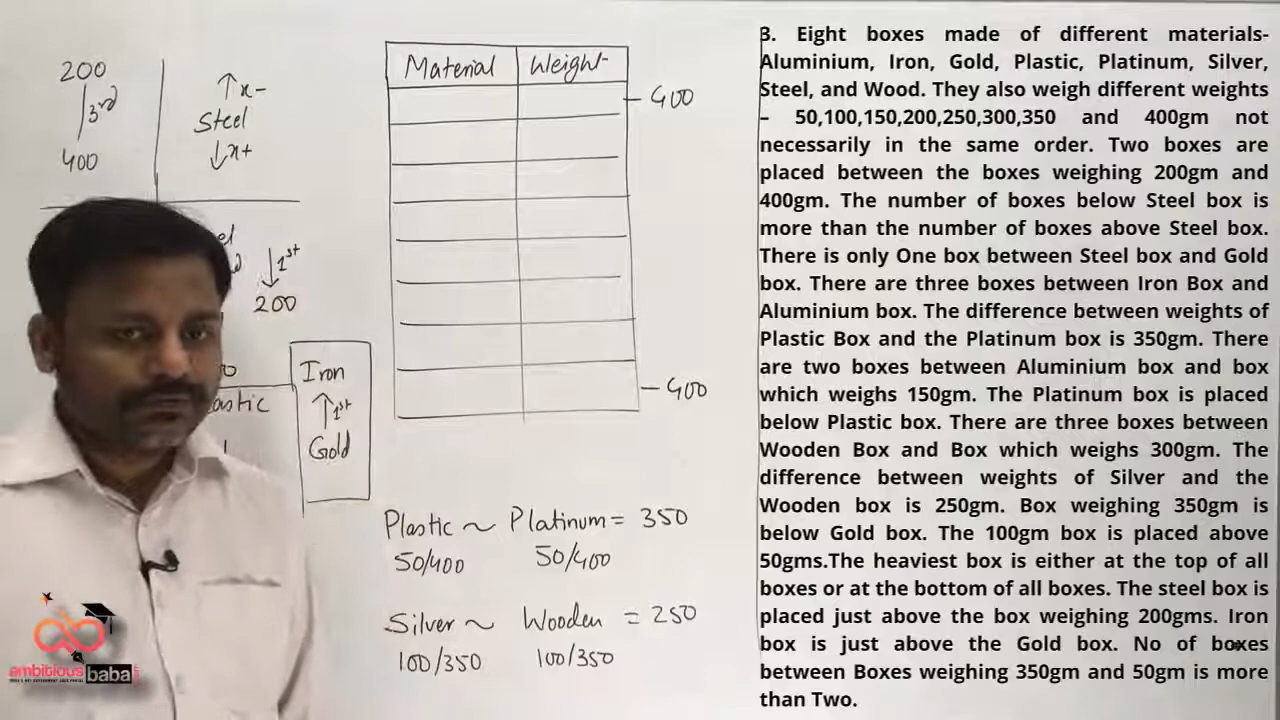 200
3rd
400
↑x-
Steel
↓x+
↓1st
200
Material Weight
400
400
Iron
↑1st
Gold
Plastic ~ Platinum = 350
50/400 50/400
Silver ~ Wooden = 250
100/350 100/350
ambitious baba
3. Eight boxes made of different materials-
Aluminium, Iron, Gold, Plastic, Platinum, Silver,
Steel, and Wood. They also weigh different weights
– 50,100,150,200,250,300,350 and 400gm not
necessarily in the same order. Two boxes are
placed between the boxes weighing 200gm and
400gm. The number of boxes below Steel box is
more than the number of boxes above Steel box.
There is only One box between Steel box and Gold
box. There are three boxes between Iron Box and
Aluminium box. The difference between weights of
Plastic Box and the Platinum box is 350gm. There
are two boxes between Aluminium box and box
which weighs 150gm. The Platinum box is placed
below Plastic box. There are three boxes between
Wooden Box and Box which weighs 300gm. The
difference between weights of Silver and the
Wooden box is 250gm. Box weighing 350gm is
below Gold box. The 100gm box is placed above
50gms.The heaviest box is either at the top of all
boxes or at the bottom of all boxes. The steel box is
placed just above the box weighing 200gms. Iron
box is just above the Gold box. No of boxes
between Boxes weighing 350gm and 50gm is more
than Two.